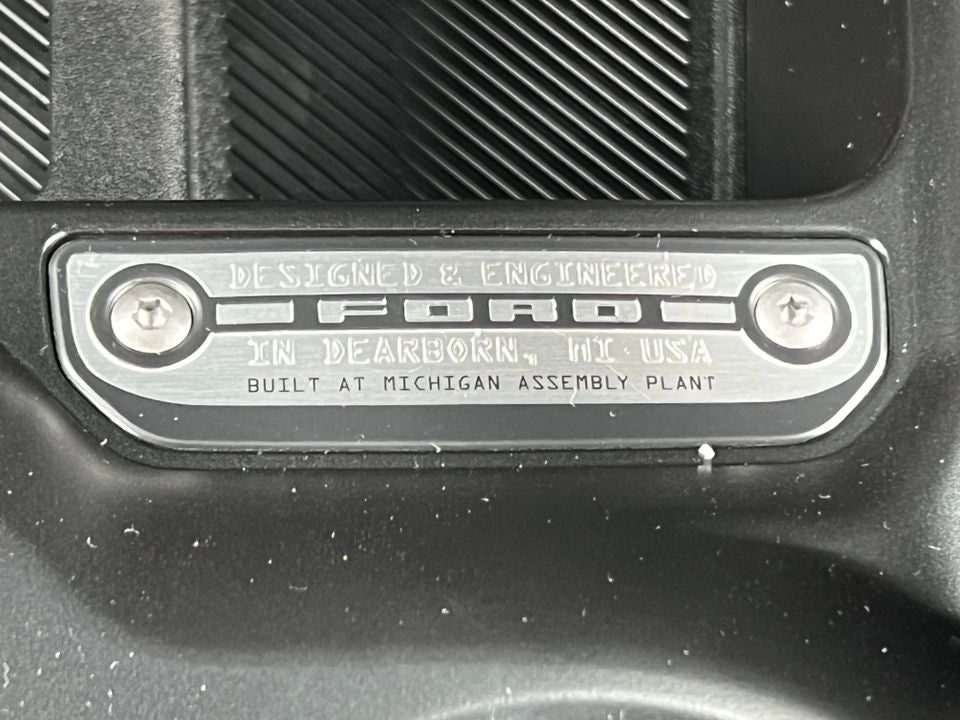 DESIGNED & ENGINEERED
FORD
IN DEARBORN, MI USA
BUILT AT MICHIGAN ASSEMBLY PLANT